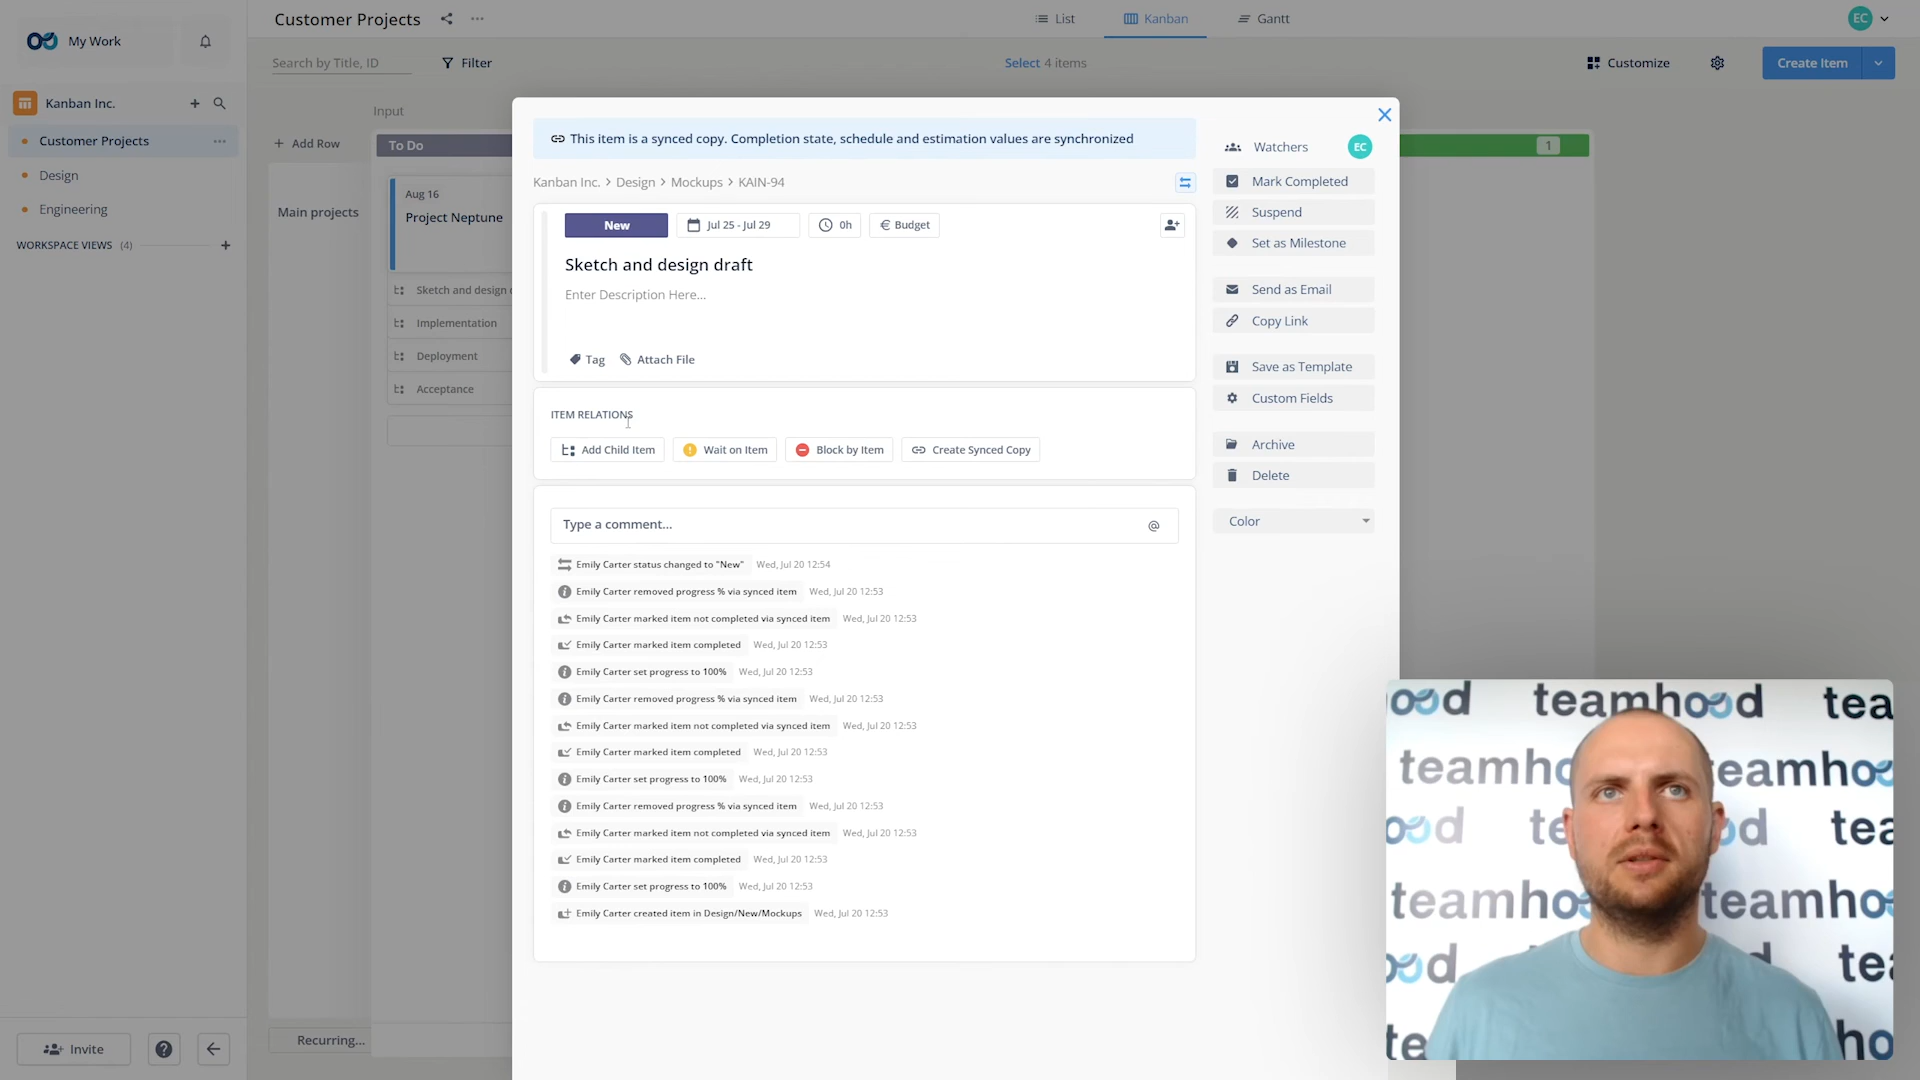 My Work
Customer Projects
List
Kanban
Gantt
EC
Search by Title, ID
Filter
Select 4 items
Customize
Create Item
Kanban Inc.
Customer Projects
Design
Engineering
WORKSPACE VIEWS (4)
Input
Add Row
To Do
1
Main projects
Aug 16
Project Neptune
Sketch and design
Implementation
Deployment
Acceptance
Recurring...
Invite
This item is a synced copy. Completion state, schedule and estimation values are synchronized
Kanban Inc. > Design > Mockups > KAIN-94
New
Jul 25 - Jul 29
0h
€ Budget
Sketch and design draft
Enter Description Here...
Tag
Attach File
ITEM RELATIONS
Add Child Item
Wait on Item
Block by Item
Create Synced Copy
Type a comment...
@
Emily Carter status changed to "New" Wed, Jul 20 12:54
Emily Carter removed progress % via synced item Wed, Jul 20 12:53
Emily Carter marked item not completed via synced item Wed, Jul 20 12:53
Emily Carter marked item completed Wed, Jul 20 12:53
Emily Carter set progress to 100% Wed, Jul 20 12:53
Emily Carter removed progress % via synced item Wed, Jul 20 12:53
Emily Carter marked item not completed via synced item Wed, Jul 20 12:53
Emily Carter marked item completed Wed, Jul 20 12:53
Emily Carter set progress to 100% Wed, Jul 20 12:53
Emily Carter removed progress % via synced item Wed, Jul 20 12:53
Emily Carter marked item not completed via synced item Wed, Jul 20 12:53
Emily Carter marked item completed Wed, Jul 20 12:53
Emily Carter set progress to 100% Wed, Jul 20 12:53
Emily Carter created item in Design/New/Mockups Wed, Jul 20 12:53
Watchers
EC
Mark Completed
Suspend
Set as Milestone
Send as Email
Copy Link
Save as Template
Custom Fields
Archive
Delete
Color
ood teamhood tea
teamho eamhoo
ood te od tea
teamho teamho
ood tea
te ho